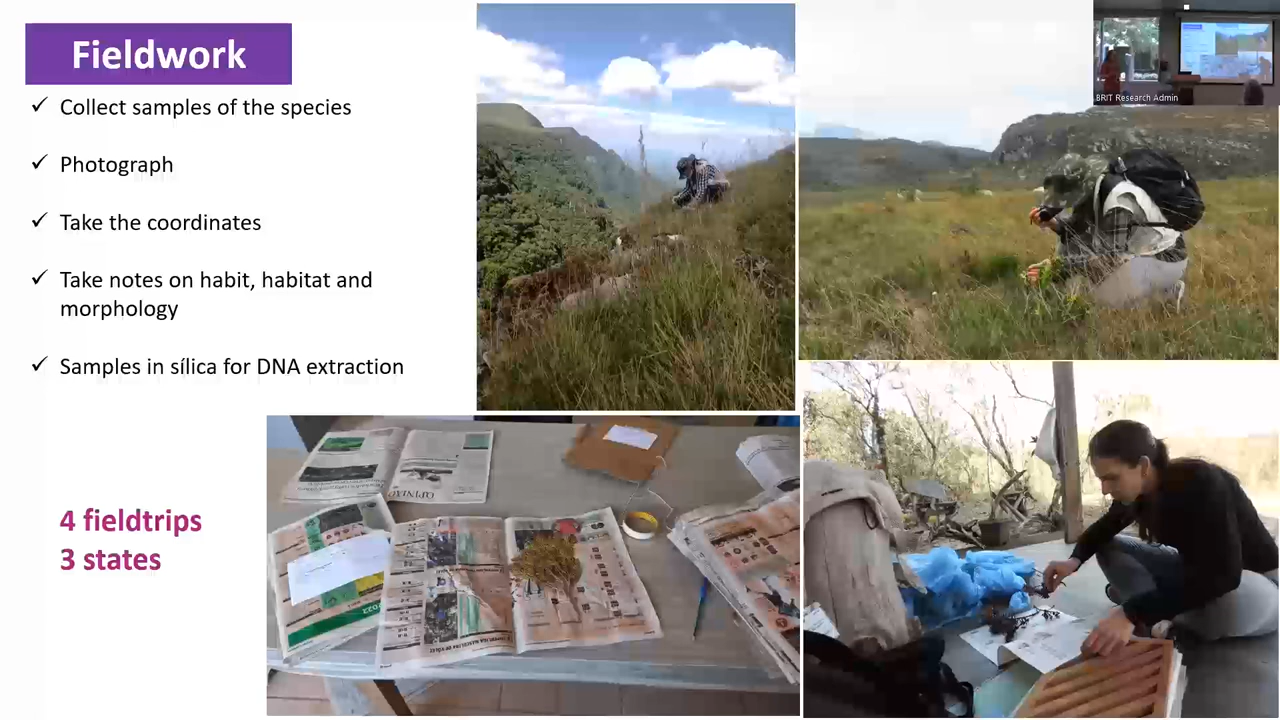 Fieldwork
✓ Collect samples of the species
✓ Photograph
✓ Take the coordinates
✓ Take notes on habit, habitat and
morphology
✓ Samples in sílica for DNA extraction
4 fieldtrips
3 states
BRIT Research Admin
OPINIÃO
2022